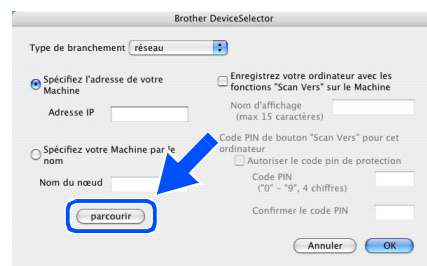 Brother DeviceSelector
Type de branchement réseau
Spécifiez l'adresse de votre
Machine
Adresse IP
Spécifiez votre Machine par le
nom
Nom du nœud
parcourir
Enregistrez votre ordinateur avec les
fonctions "Scan Vers" sur le Machine
Nom d'affichage
(max 15 caractères)
Code PIN de bouton "Scan Vers" pour cet
ordinateur
Autoriser le code pin de protection
Code PIN
("0" – "9", 4 chiffres)
Confirmer le code PIN
Annuler
OK